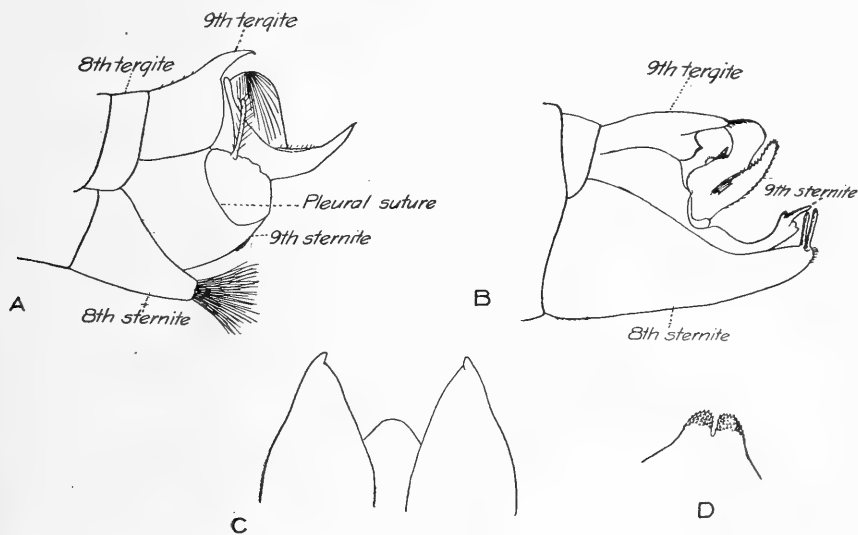 9th tergite
8th tergite
Pleural suture
9th sternite
8th sternite
A
9th tergite
9th sternite
8th sternite
B
C
D